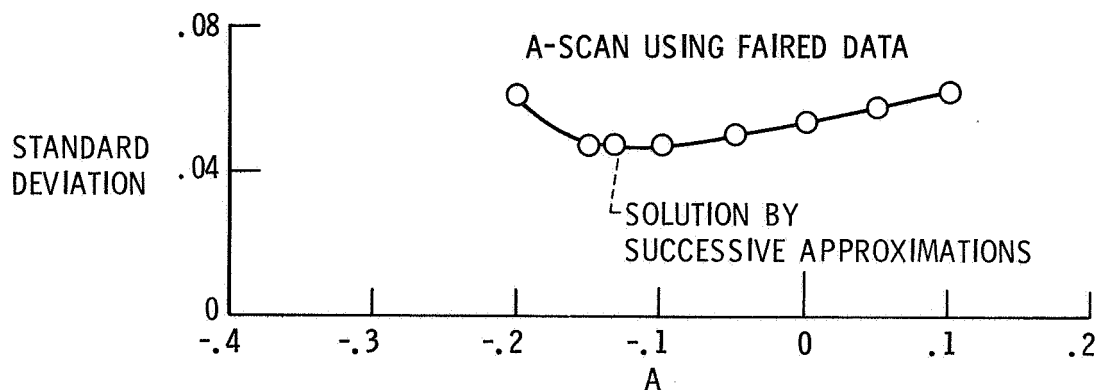 .08
A-SCAN USING FAIRED DATA
STANDARD
DEVIATION
.04
SOLUTION BY
SUCCESSIVE APPROXIMATIONS
0
-.4 -.3 -.2 -.1 0 .1 .2
A